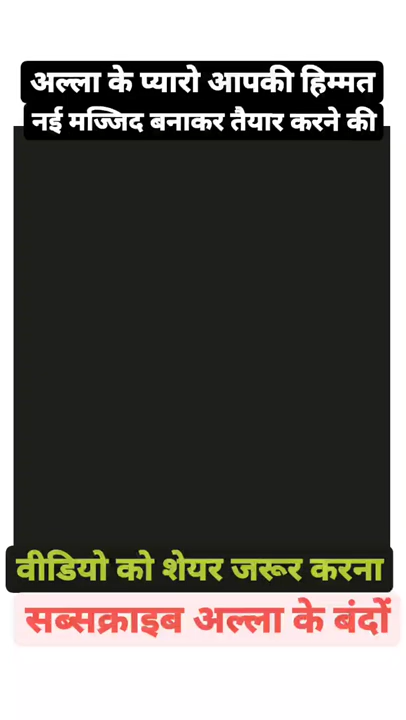 अल्ला के प्यारो आपकी हिम्मत
नई मज्जिद बनाकर तैयार करने की
वीडियो को शेयर जरूर करना
सब्सक्राइब अल्ला के बंदों